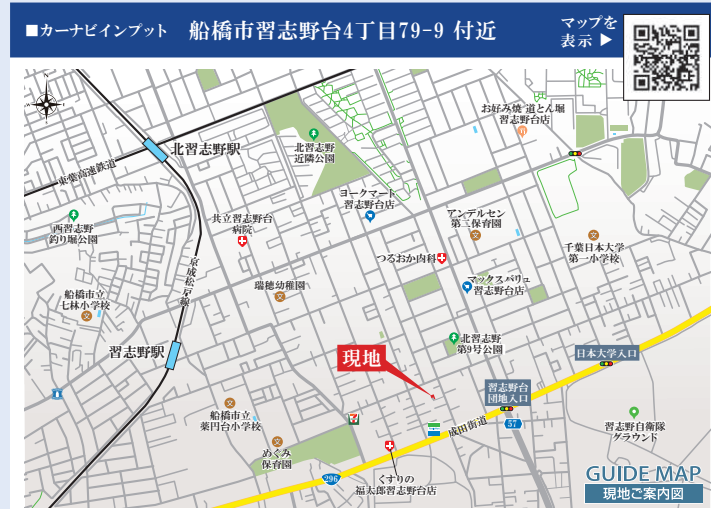 ■カーナビインプット 船橋市習志野台4丁目79-9 付近
マップを
表示 ▶
N
北習志野駅
東葉高速鉄道
北習志野
近隣公園
お好み焼 道とん堀
習志野台店
西習志野
釣り堀公園
共立習志野台
病院
ヨークマート
習志野台店
アンデルセン
第二保育園
千葉日本大学
第一小学校
つるおか内科
京成松戸線
瑞穂幼稚園
マックスバリュ
習志野台店
船橋市立
七林小学校
習志野駅
北習志野
第9号公園
現地
日本大学入口
習志野台
団地入口
船橋市立
薬円台小学校
成田街道
57
習志野自衛隊
グラウンド
めぐみ
保育園
296
くすりの
福太郎習志野台店
GUIDE MAP
現地ご案内図